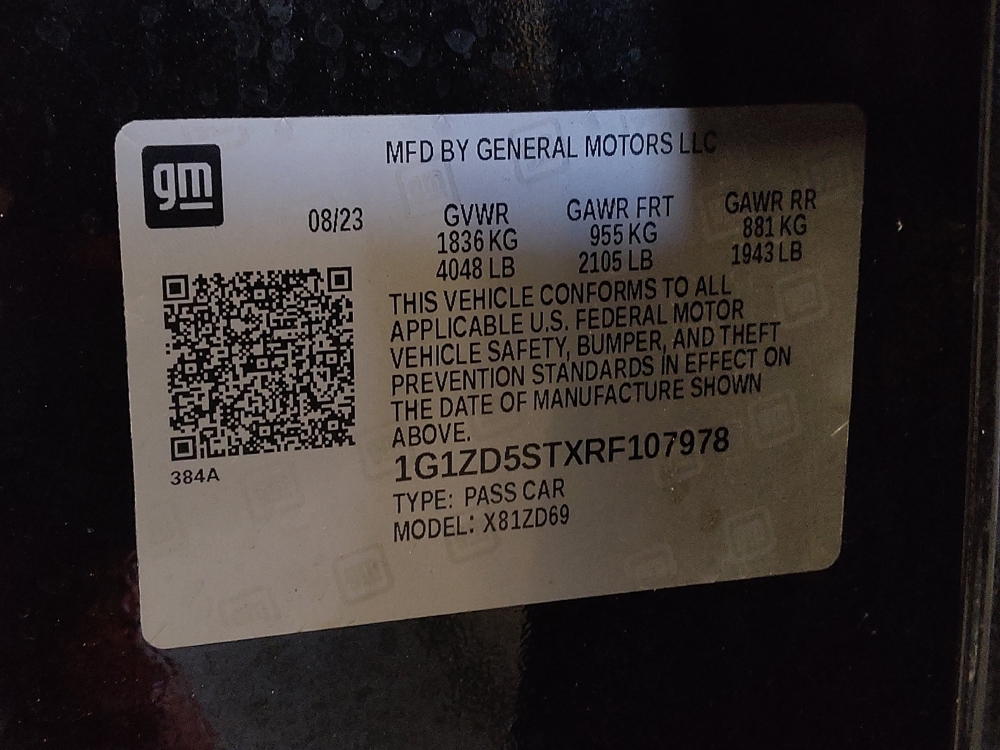 gm
MFD BY GENERAL MOTORS LLC
08/23
GVWR GAWR FRT GAWR RR
1836 KG 955 KG 881 KG
4048 LB 2105 LB 1943 LB
THIS VEHICLE CONFORMS TO ALL
APPLICABLE U.S. FEDERAL MOTOR
VEHICLE SAFETY, BUMPER, AND THEFT
PREVENTION STANDARDS IN EFFECT ON
THE DATE OF MANUFACTURE SHOWN
ABOVE.
384A
1G1ZD5STXRF107978
TYPE: PASS CAR
MODEL: X81ZD69